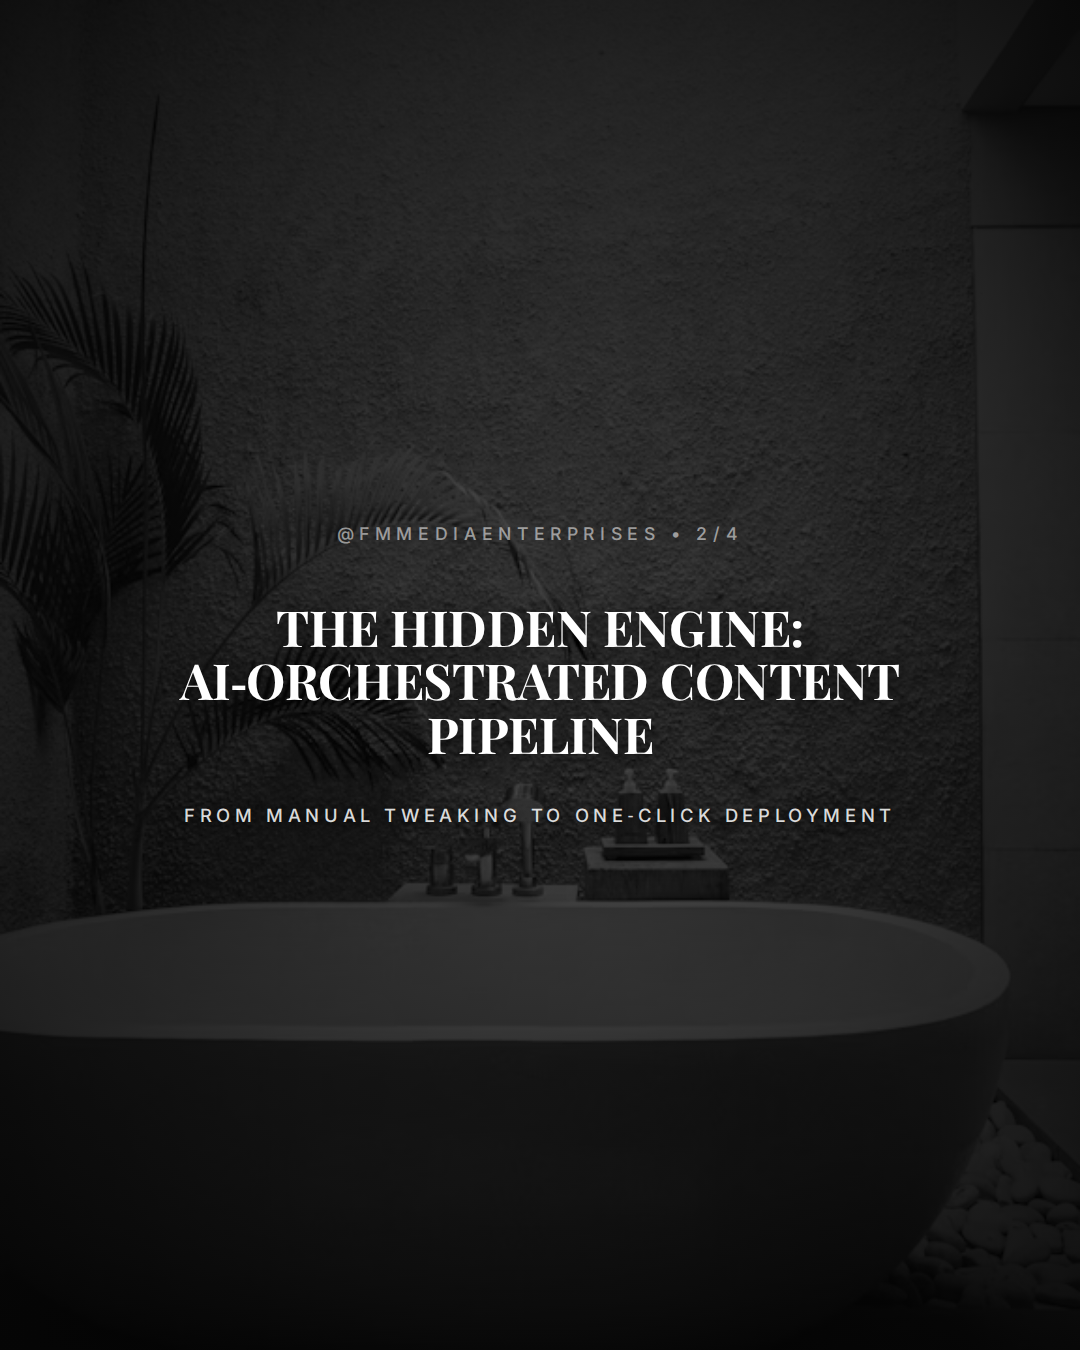 @FMMEDIAENTERPRISES • 2/4
THE HIDDEN ENGINE:
AI-ORCHESTRATED CONTENT
PIPELINE
FROM MANUAL TWEAKING TO ONE-CLICK DEPLOYMENT